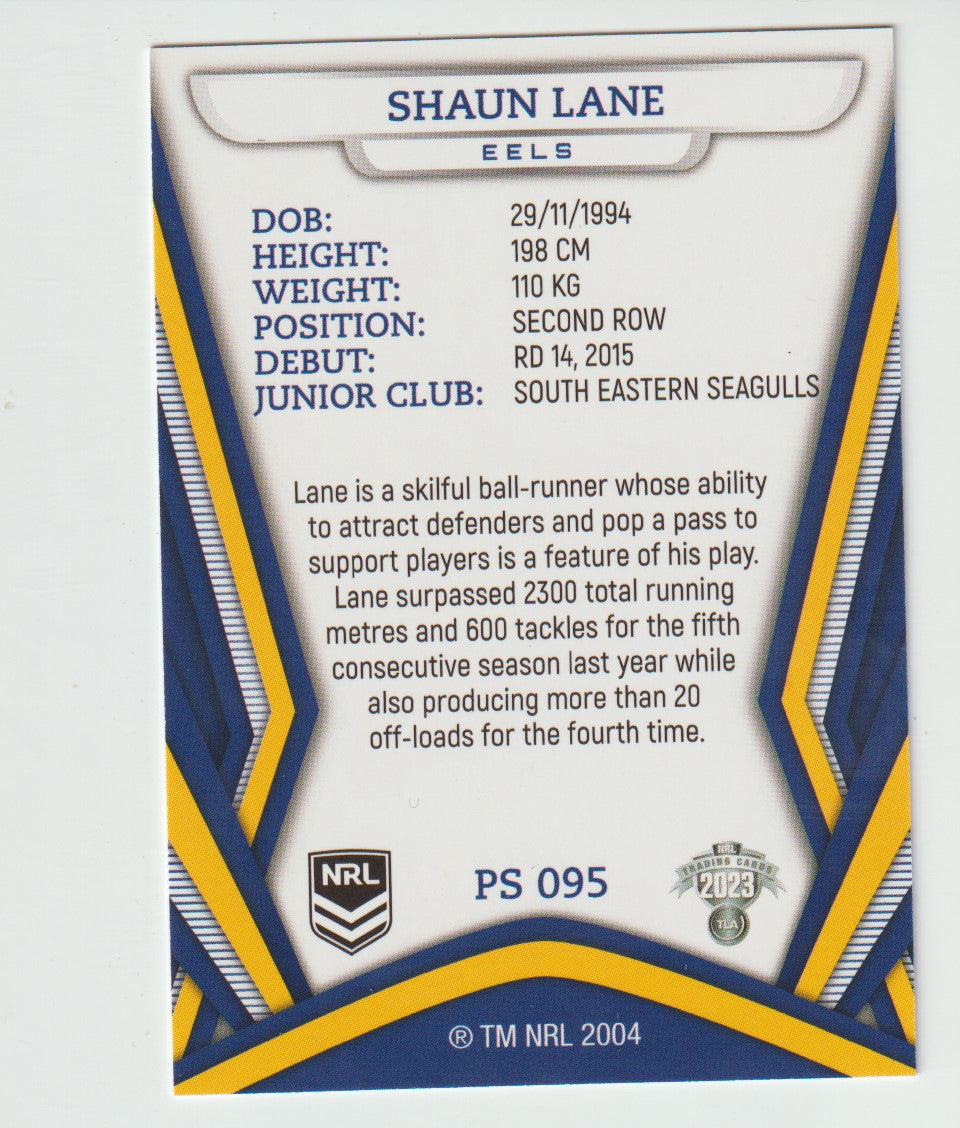 SHAUN LANE
EELS
DOB: 29/11/1994
HEIGHT: 198 CM
WEIGHT: 110 KG
POSITION: SECOND ROW
DEBUT: RD 14, 2015
JUNIOR CLUB: SOUTH EASTERN SEAGULLS
Lane is a skilful ball-runner whose ability
to attract defenders and pop a pass to
support players is a feature of his play.
Lane surpassed 2300 total running
metres and 600 tackles for the fifth
consecutive season last year while
also producing more than 20
off-loads for the fourth time.
NRL
PS 095
NRL
TRADING CARDS
2023
TLA
® TM NRL 2004